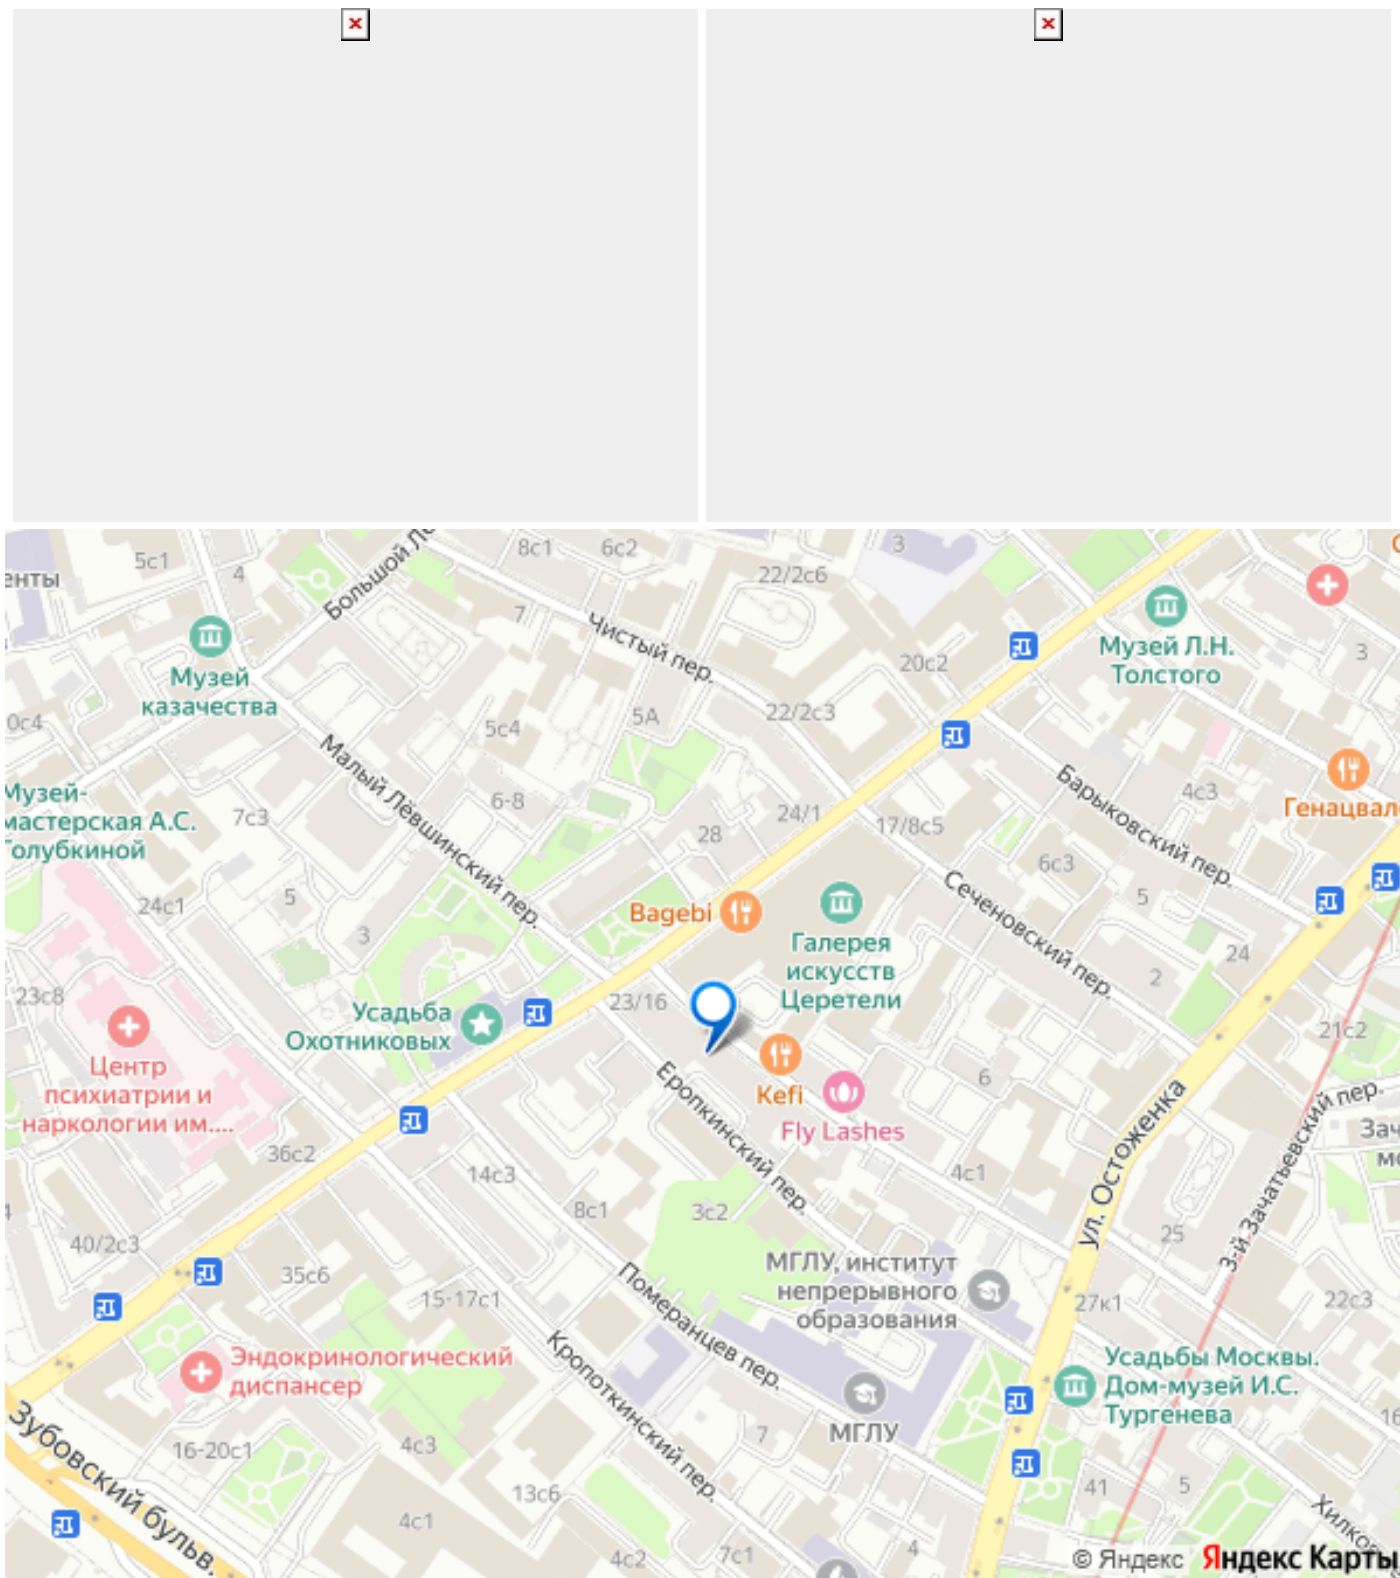 5с1
8с1
6с2
3
енты
4
22/2с6
Большой
7
Чистый пер.
Музей
казачества
20с2
Музей Л.Н.
Толстого
3
0с4
5с4
5А
22/2с3
Малый Лёвшинский пер.
Барыковский пер.
4с3
Генацвал
Музей-
мастерская А.С.
Голубкиной
7с3
6-8
28
24/1
17/8с5
6с3
5
24с1
5
3
Bagebi
Сеченовский пер.
Галерея
искусств
Церетели
2
24
23с8
23/16
Усадьба
Охотниковых
21с2
Центр
психиатрии и
наркологии им....
Kefi
Fly Lashes
6
Еропкинский пер.
ул. Остоженка
3-й Зачатьевский пер.
Зач
36с2
14с3
4с1
8с1
3с2
25
40/2с3
35с6
15-17с1
Померанцев пер.
МГЛУ, институт
непрерывного
образования
27к1
22с3
Эндокринологический
диспансер
Кропоткинский пер.
Усадьбы Москвы.
Дом-музей И.С.
Тургенева
16
МГЛУ
7
Зубовский бульв.
16-20с1
4с3
13с6
41
5
4с1
4с2
7с1
4
Хилко
© Яндекс
Яндекс Карты